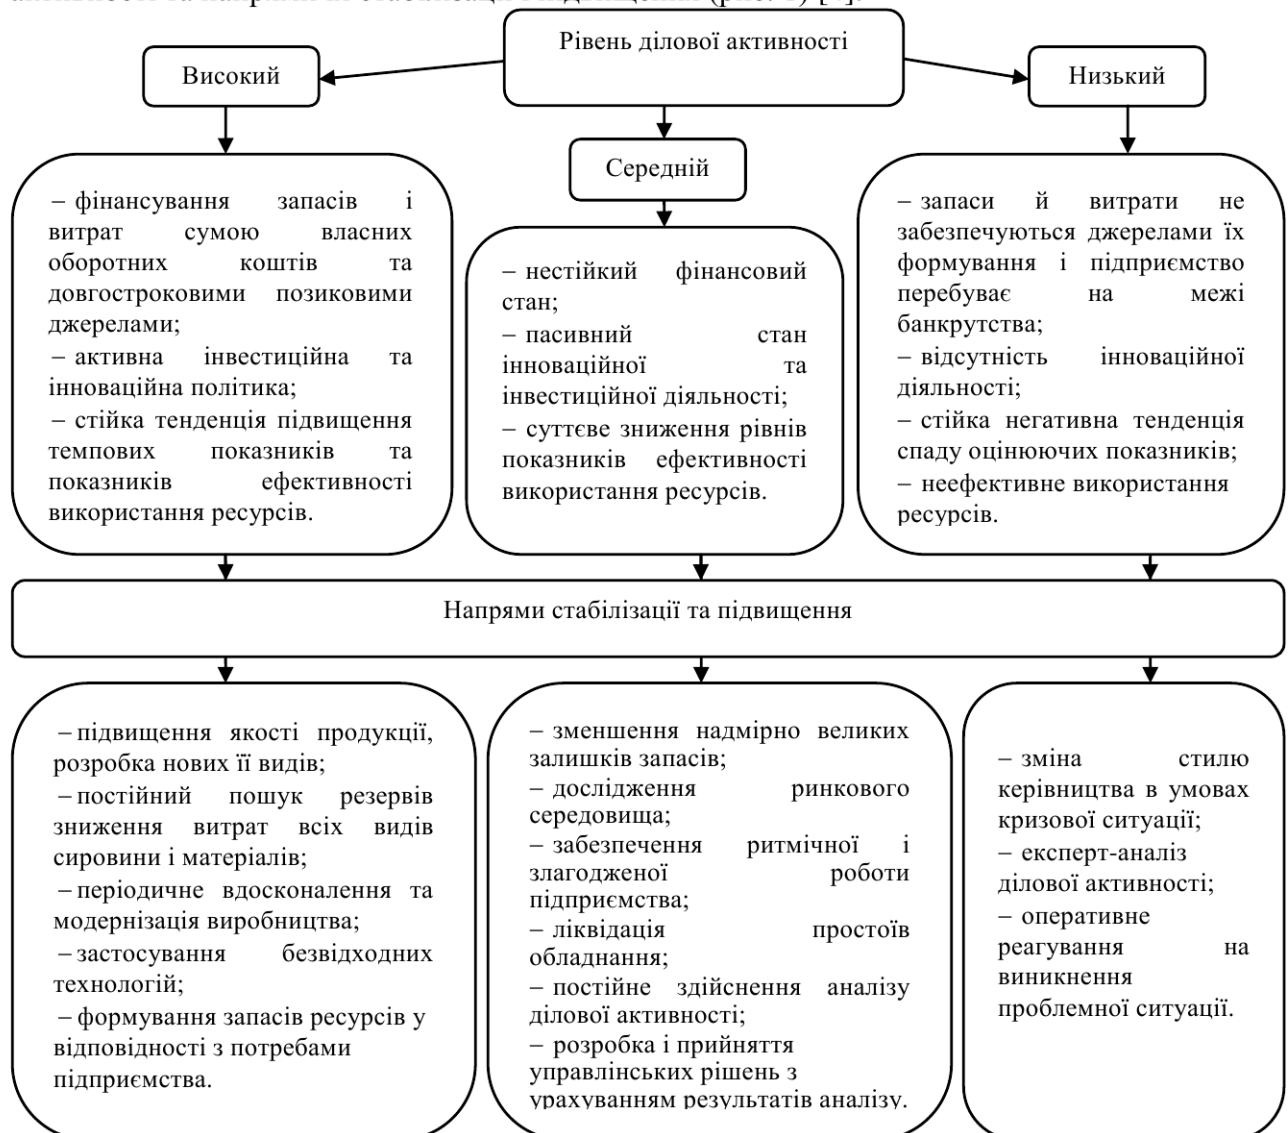 Рівень ділової активності
Високий
Низький
Середній
– фінансування запасів і
витрат сумою власних
оборотних коштів та
довгостроковими позиковими
джерелами;
– активна інвестиційна та
інноваційна політика;
– стійка тенденція підвищення
темпових показників та
показників ефективності
використання ресурсів.
– нестійкий фінансовий
стан;
– пасивний стан
інноваційної та
інвестиційної діяльності;
– суттєве зниження рівнів
показників ефективності
використання ресурсів.
– запаси й витрати не
забезпечуються джерелами їх
формування і підприємство
перебуває на межі
банкрутства;
– відсутність інноваційної
діяльності;
– стійка негативна тенденція
спаду оцінюючих показників;
– неефективне використання
ресурсів.
Напрями стабілізації та підвищення
– підвищення якості продукції,
розробка нових її видів;
– постійний пошук резервів
зниження витрат всіх видів
сировини і матеріалів;
– періодичне вдосконалення та
модернізація виробництва;
– застосування безвідходних
технологій;
– формування запасів ресурсів у
відповідності з потребами
підприємства.
– зменшення надмірно великих
залишків запасів;
– дослідження ринкового
середовища;
– забезпечення ритмічної і
злагодженої роботи
підприємства;
– ліквідація простоїв
обладнання;
– постійне здійснення аналізу
ділової активності;
– розробка і прийняття
управлінських рішень з
урахуванням результатів аналізу.
– зміна стилю
керівництва в умовах
кризової ситуації;
– експерт-аналіз
ділової активності;
– оперативне
реагування на
виникнення
проблемної ситуації.